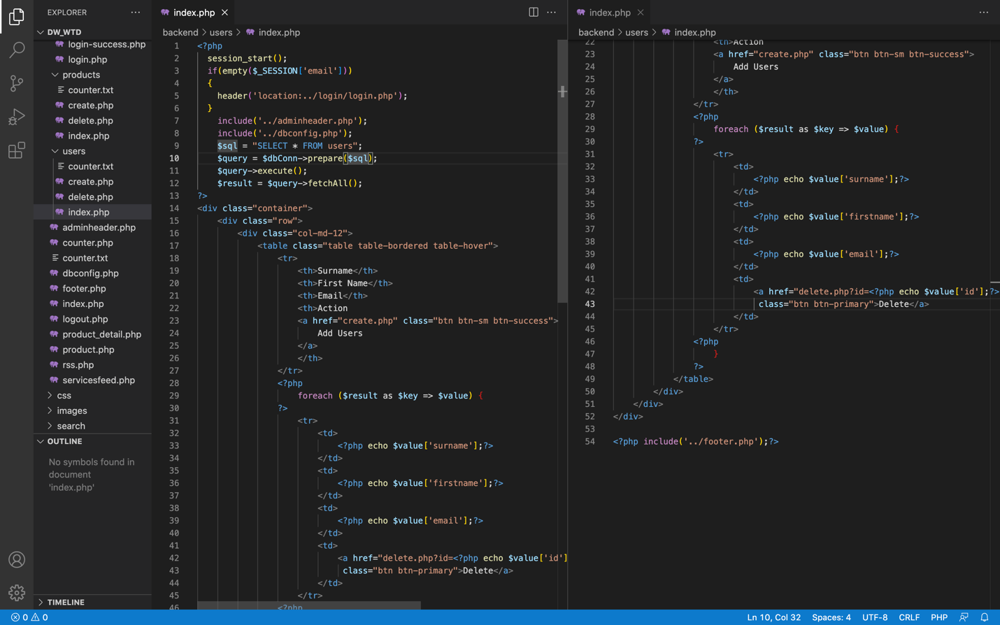 EXPLORER
DW_WTD
login-success.php
login.php
products
counter.txt
create.php
delete.php
index.php
users
counter.txt
create.php
delete.php
index.php
adminheader.php
counter.php
counter.txt
dbconfig.php
footer.php
index.php
logout.php
product_detail.php
product.php
rss.php
servicesfeed.php
css
images
search
OUTLINE
No symbols found in
document
'index.php'
TIMELINE
index.php
backend > users > index.php
1 <?php
2 session_start();
3 if(empty($_SESSION['email']))
4 {
5 header('location:../login/login.php');
6 }
7 include('../adminheader.php');
8 include('../dbconfig.php');
9 $sql = "SELECT * FROM users";
10 $query = $dbConn->prepare($sql);
11 $query->execute();
12 $result = $query->fetchAll();
13 ?>
14 <div class="container">
15 <div class="row">
16 <div class="col-md-12">
17 <table class="table table-bordered table-hover">
18 <tr>
19 <th>Surname</th>
20 <th>First Name</th>
21 <th>Email</th>
22 <th>Action
23 <a href="create.php" class="btn btn-sm btn-success">
24 Add Users
25 </a>
26 </th>
27 </tr>
28 <?php
29 foreach ($result as $key => $value) {
30 ?>
31 <tr>
32 <td>
33 <?php echo $value['surname'];?>
34 </td>
35 <td>
36 <?php echo $value['firstname'];?>
37 </td>
38 <td>
39 <?php echo $value['email'];?>
40 </td>
41 <td>
42 <a href="delete.php?id=<?php echo $value['id']
43 class="btn btn-primary">Delete</a>
44 </td>
45 </tr>
46 <?php
index.php
backend > users > index.php
22 <th>Action
23 <a href="create.php" class="btn btn-sm btn-success">
24 Add Users
25 </a>
26 </th>
27 </tr>
28 <?php
29 foreach ($result as $key => $value) {
30 ?>
31 <tr>
32 <td>
33 <?php echo $value['surname'];?>
34 </td>
35 <td>
36 <?php echo $value['firstname'];?>
37 </td>
38 <td>
39 <?php echo $value['email'];?>
40 </td>
41 <td>
42 <a href="delete.php?id=<?php echo $value['id'];?>
43 class="btn btn-primary">Delete</a>
44 </td>
45 </tr>
46 <?php
47 }
48 ?>
49 </table>
50 </div>
51 </div>
52 </div>
53
54 <?php include('../footer.php');?>
0 0
Ln 10, Col 32 Spaces: 4 UTF-8 CRLF PHP